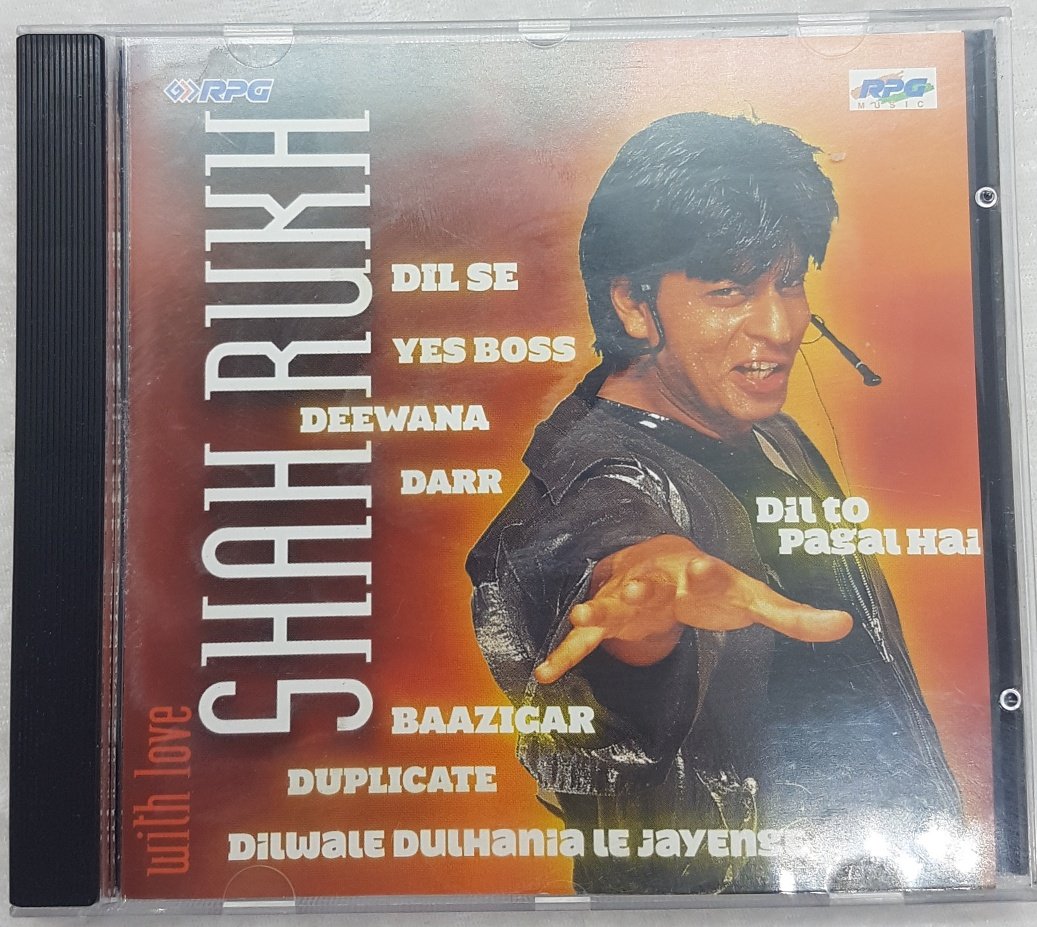 RPG
RPG
MUSIC
SHAH RUKH
with love
DIL SE
YES BOSS
DEEWANA
DARR
Dil to
Pagal Hai
BAAZIGAR
DUPLICATE
Dilwale Dulhania le Jayenge